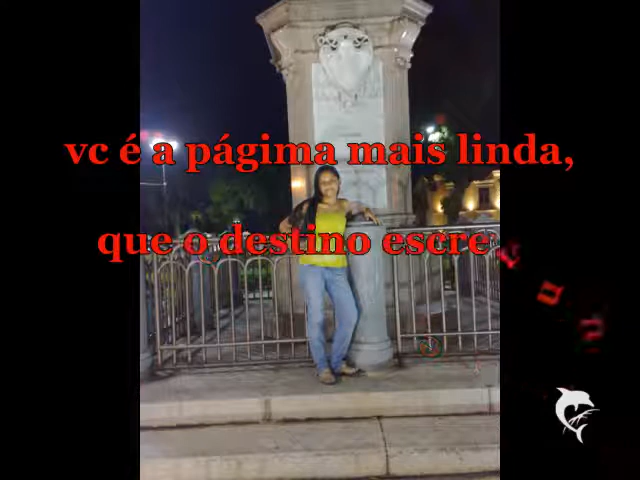 vc é a págima mais linda,
que o destino escre